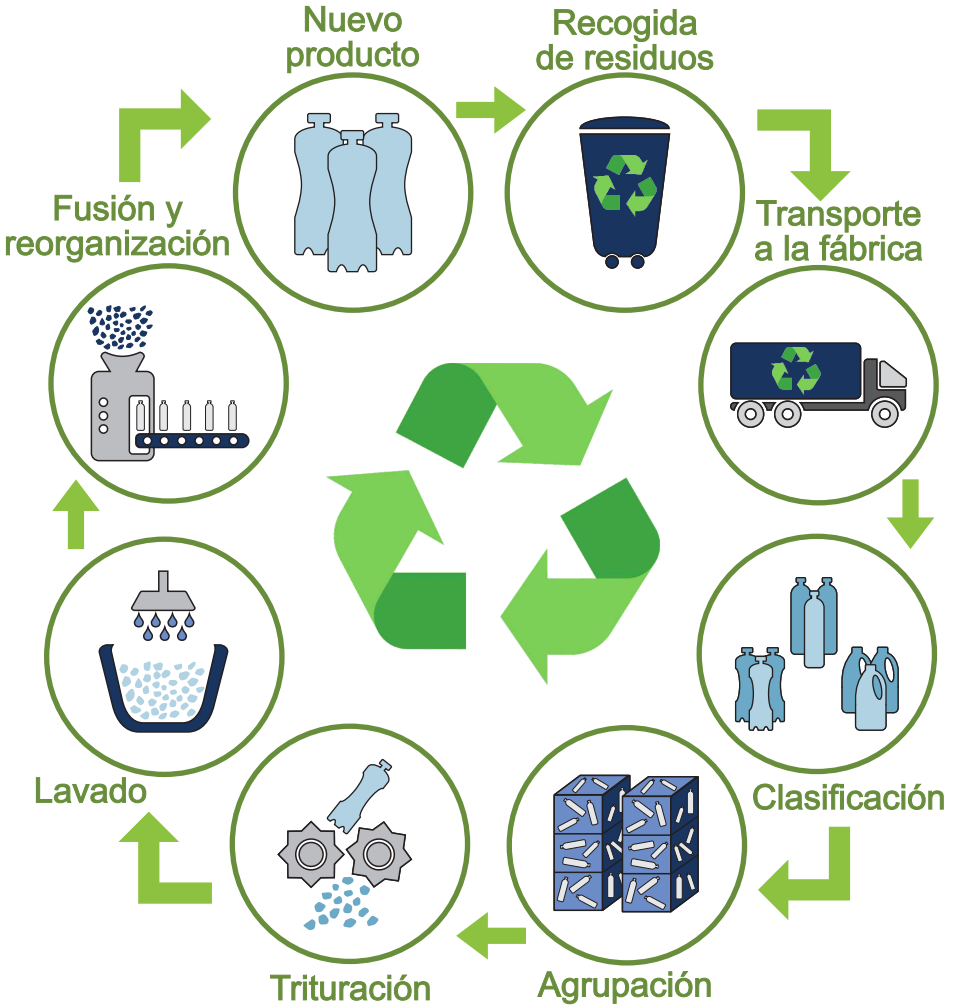 Nuevo
producto
Recogida
de residuos
Transporte
a la fábrica
Clasificación
Agrupación
Trituración
Lavado
Fusión y
reorganización